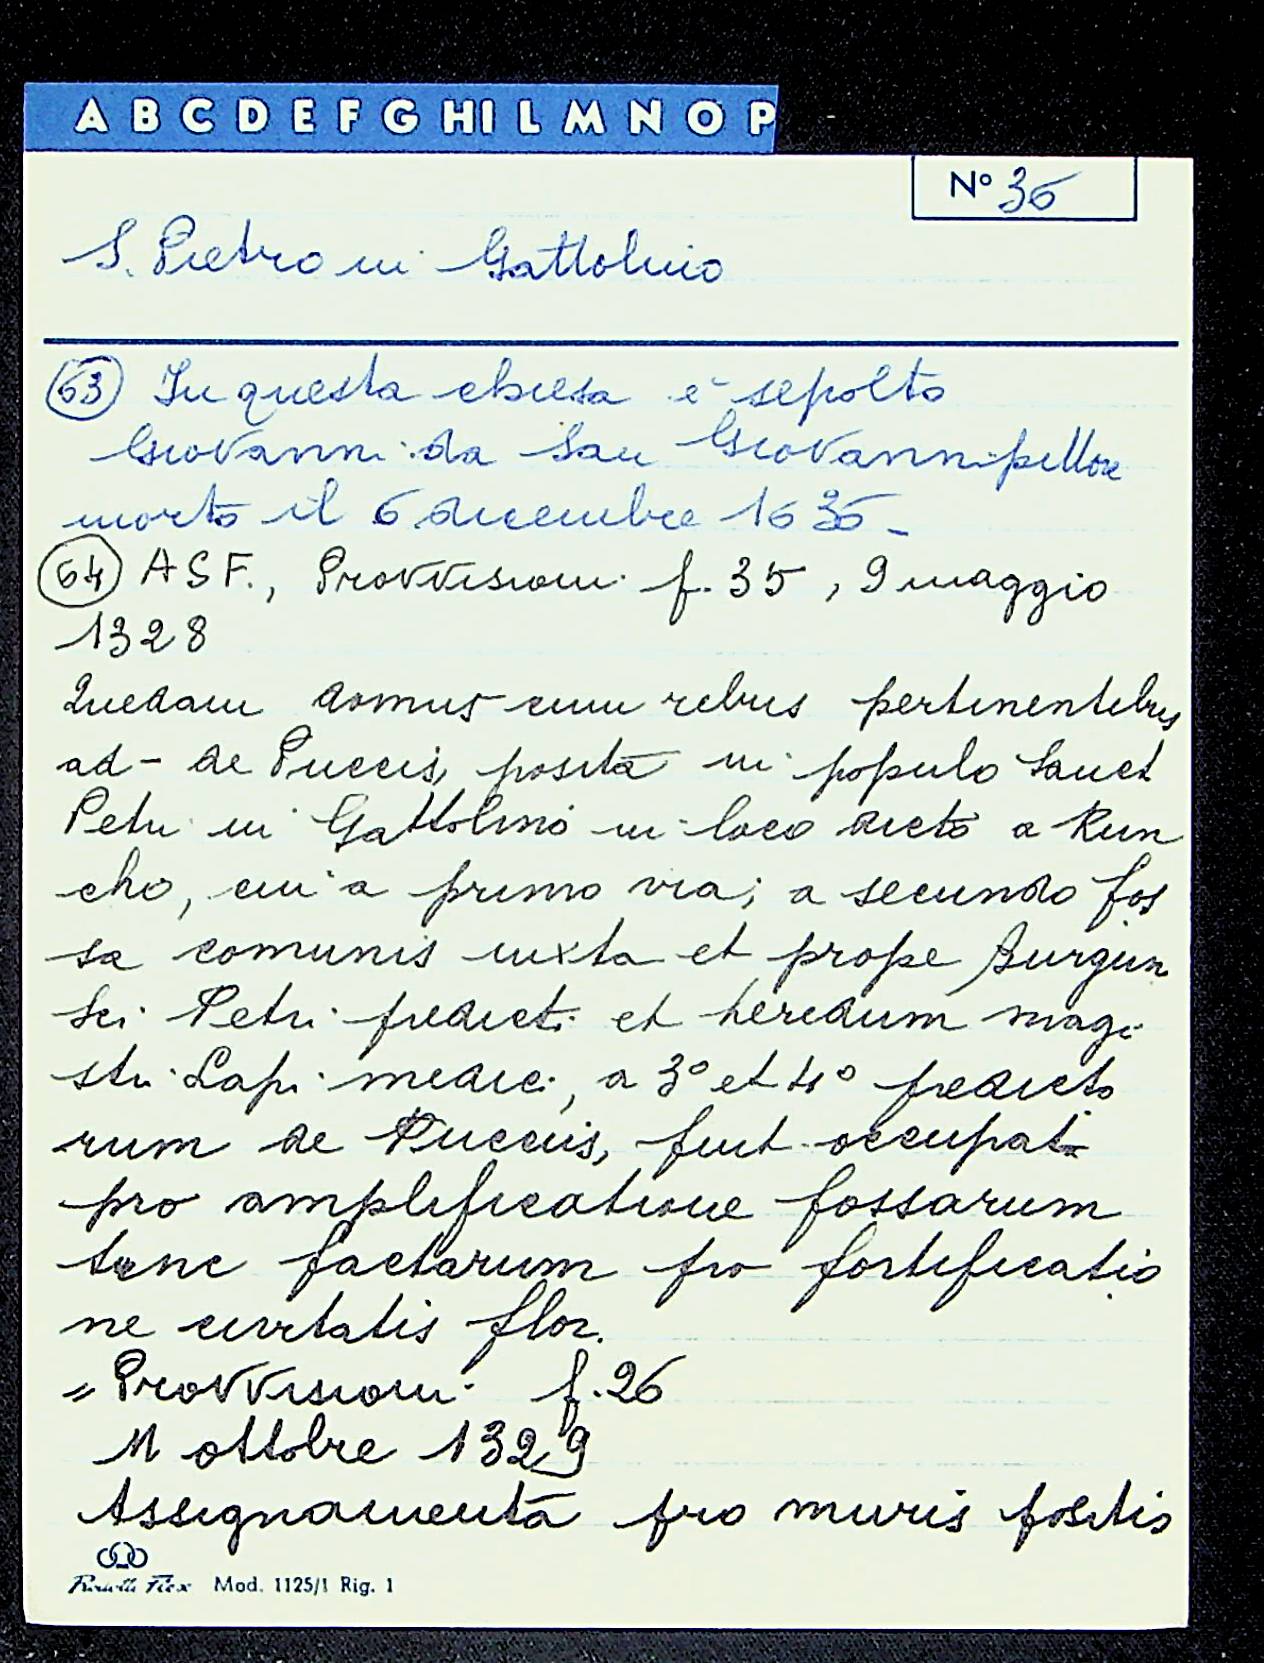 A B C D E F G HI L M N O P
N° 36
S. Pietro in Gattolino
63 In questa chiesa è sepolto
Giovanni da San Giovanni pittore
morto il 6 dicembre 1636_
64 ASF., Provvisioni f. 35, 9 maggio
1328
Quedam domus cum rebus pertinentibus
ad - de Puccis, posita in populo Sancti
Petri in Gattolino in loco dicto a Run
cho, cui a primo via; a secundo fos
sa comunis iuxta et prope Burgum
Sci Petri predicti et heredum magi
stri Lapi medici, a 3° et 4° predicto
rum de Puccis, fuit occupata
pro amplificatione fossarum
tunc factarum pro fortificatio
ne civitatis flor.
" Provvisioni f. 26
11 ottobre 1329
Assignamenta pro muris positis
Mod. 1125/1 Rig. 1